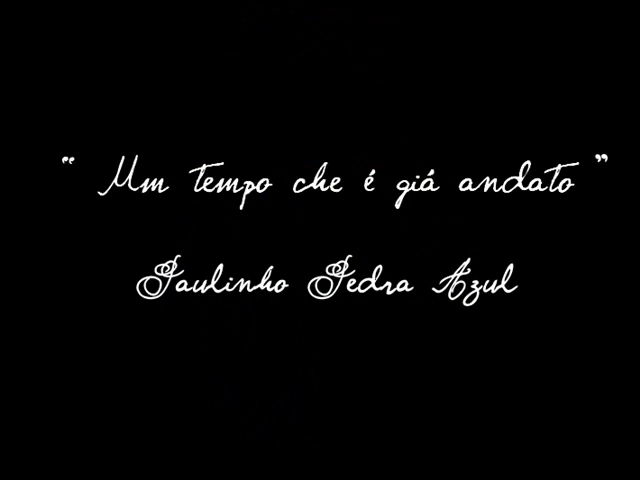 " Um tempo che é giá andato "
Paulinho Pedra Azul